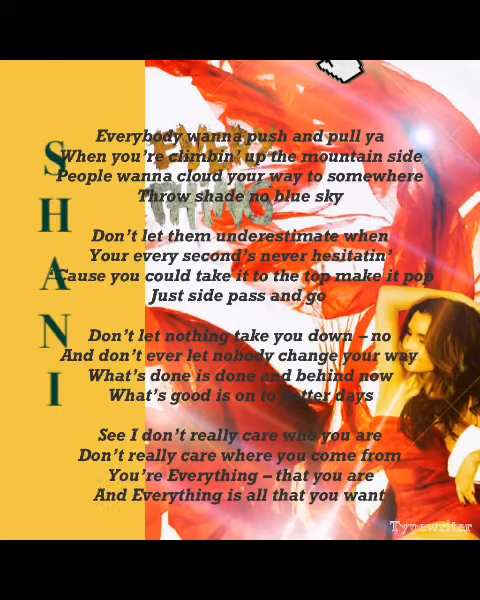 SHANI
EVERY
THING
Everybody wanna push and pull ya
When you're climbin' up the mountain side
People wanna cloud your way to somewhere
Throw shade no blue sky
Don't let them underestimate when
Your every second's never hesitatin'
'Cause you could take it to the top make it pop
Just side pass and go
Don't let nothing take you down – no
And don't ever let nobody change your way
What's done is done and behind now
What's good is on to better days
See I don't really care who you are
Don't really care where you come from
You're Everything – that you are
And Everything is all that you want
Typewriter